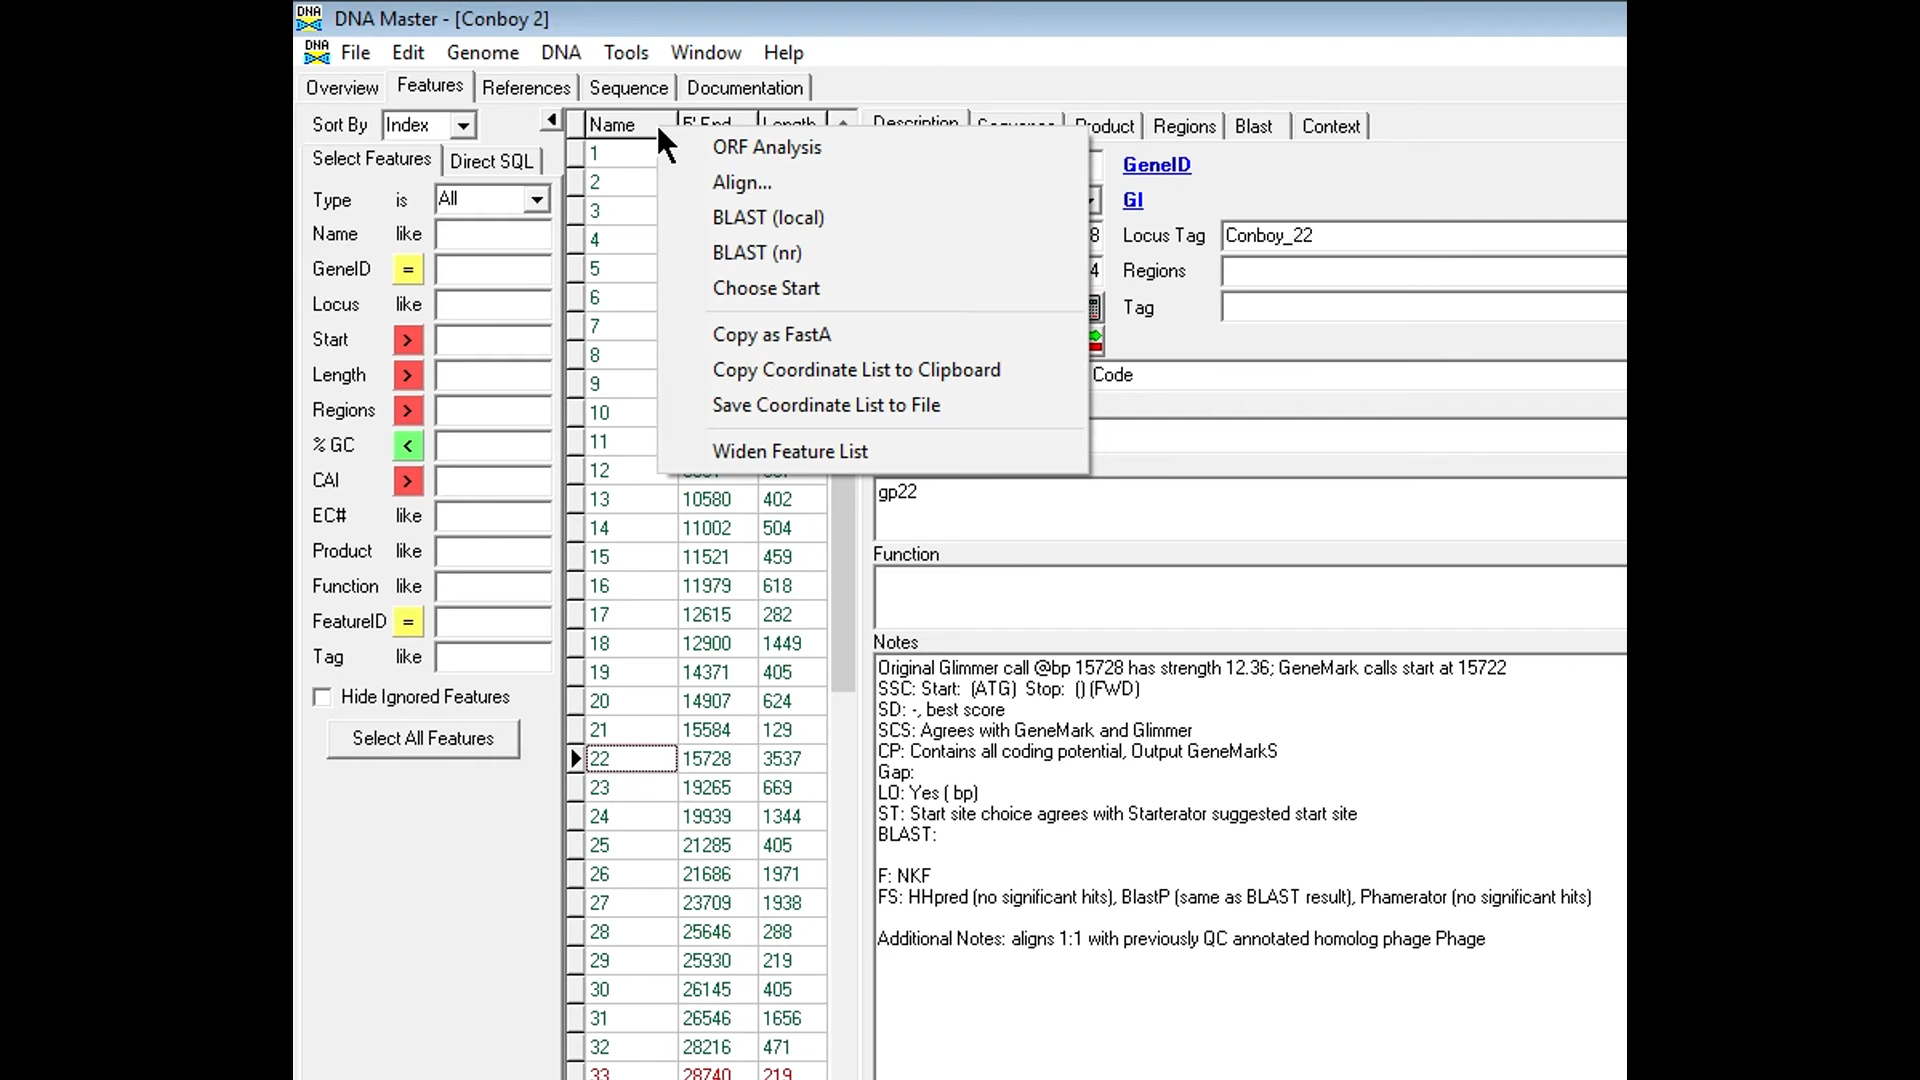 DNA Master - [Conboy 2]
DNA File Edit Genome DNA Tools Window Help
Overview Features References Sequence Documentation
Sort By Index
Select Features Direct SQL
Type is All
Name like
GeneID =
Locus like
Start >
Length >
Regions >
% GC <
CAI >
EC# like
Product like
Function like
FeatureID =
Tag like
Hide Ignored Features
Select All Features
Name 5' End Length
1
2
3
4
5
6
7
8
9
10
11
12
13 10580 402
14 11002 504
15 11521 459
16 11979 618
17 12615 282
18 12900 1449
19 14371 405
20 14907 624
21 15584 129
22 15728 3537
23 19265 669
24 19939 1344
25 21285 405
26 21686 1971
27 23709 1938
28 25646 288
29 25930 219
30 26145 405
31 26546 1656
32 28216 471
33 28740 219
ORF Analysis
Align...
BLAST (local)
BLAST (nr)
Choose Start
Copy as FastA
Copy Coordinate List to Clipboard
Save Coordinate List to File
Widen Feature List
Description Sequence Product Regions Blast Context
GeneID
GI
8 Locus Tag Conboy_22
4 Regions
Tag
Code
gp22
Function
Notes
Original Glimmer call @bp 15728 has strength 12.36; GeneMark calls start at 15722
SSC: Start: (ATG) Stop: () (FWD)
SD: -, best score
SCS: Agrees with GeneMark and Glimmer
CP: Contains all coding potential, Output GeneMarkS
Gap:
LO: Yes ( bp)
ST: Start site choice agrees with Starterator suggested start site
BLAST:
F: NKF
FS: HHpred (no significant hits), BlastP (same as BLAST result), Phamerator (no significant hits)
Additional Notes: aligns 1:1 with previously QC annotated homolog phage Phage